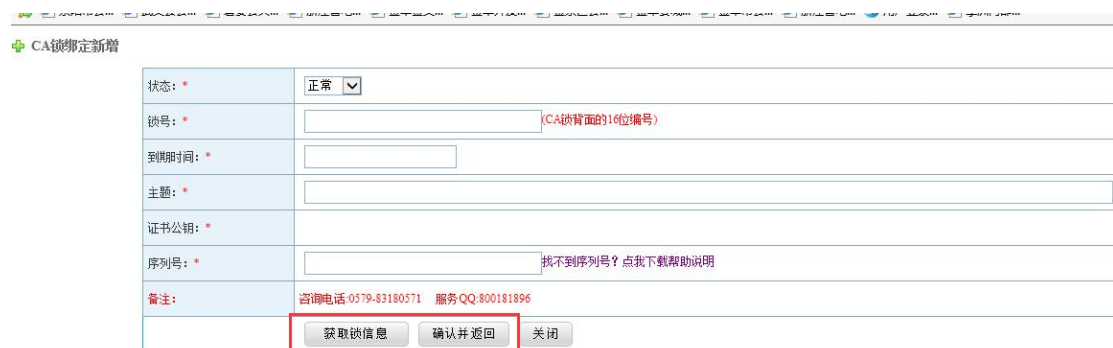 CA锁绑定新增
状态：*
正常
锁号：*
(CA锁背面的16位编号)
到期时间：*
主题：*
证书公钥：*
序列号：*
找不到序列号？点我下载帮助说明
备注：
咨询电话:0579-83180571 服务QQ:800181896
获取锁信息 确认并返回 关闭